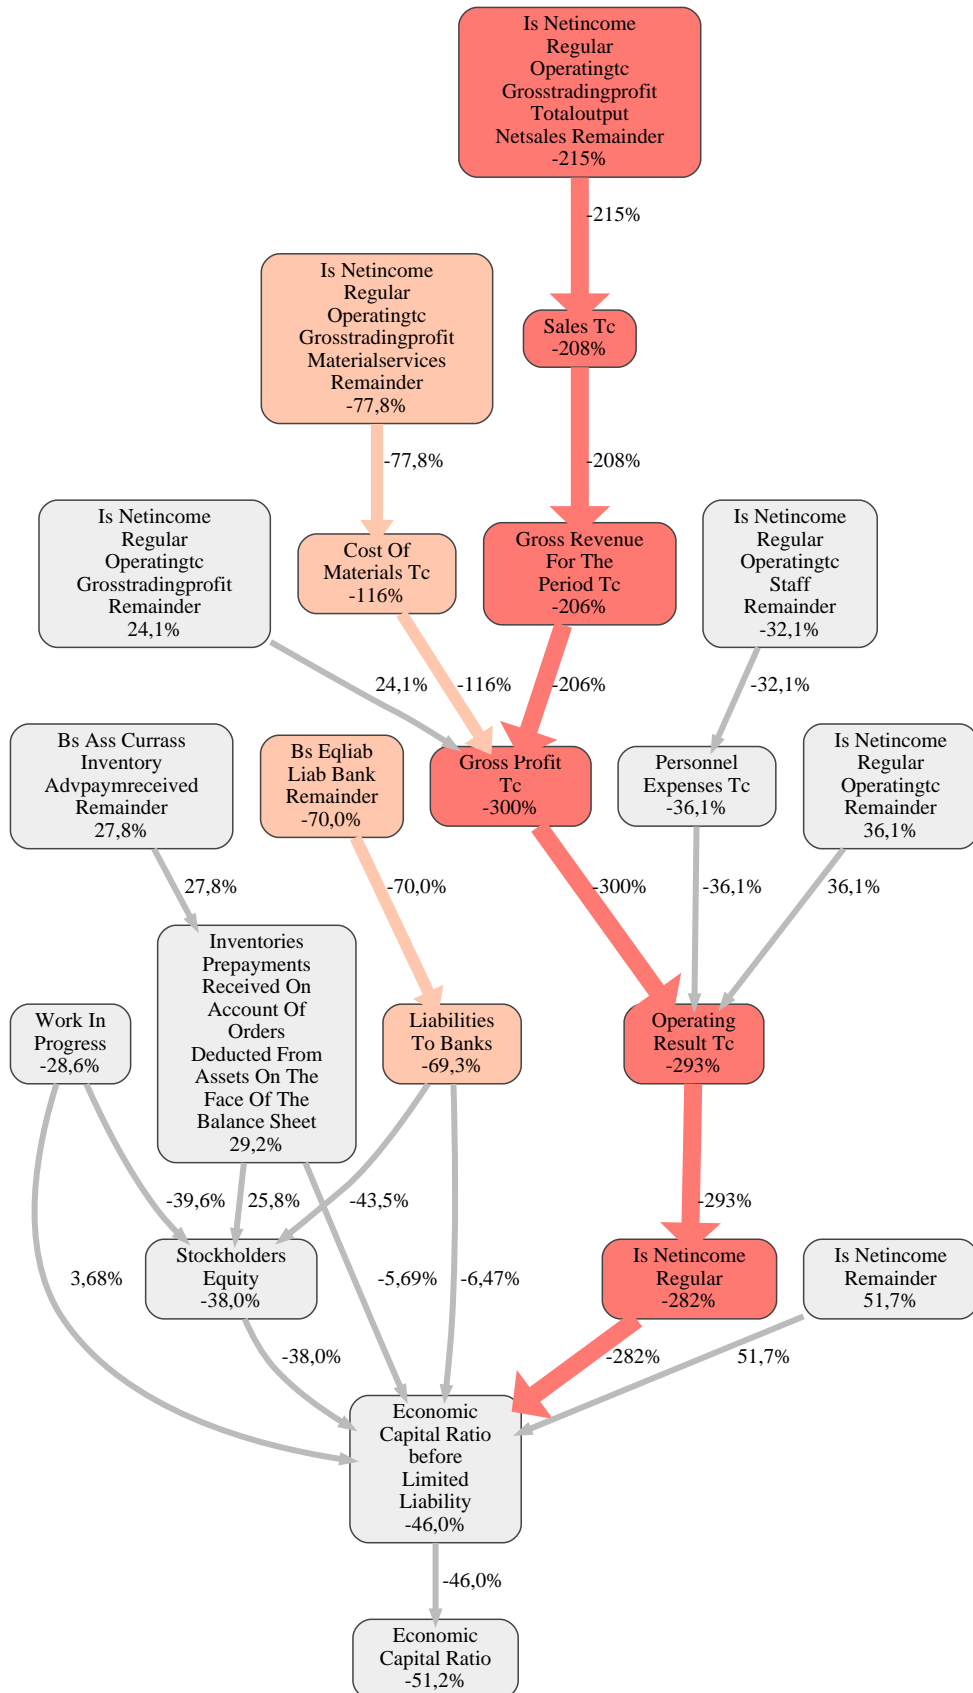 Is Netincome
Regular
Operatingtc
Grosstradingprofit
Totaloutput
Netsales Remainder
-215%
-215%
Is Netincome
Regular
Operatingtc
Grosstradingprofit
Materialservices
Remainder
-77,8%
Sales Tc
-208%
-77,8%
-208%
Is Netincome
Regular
Operatingtc
Grosstradingprofit
Remainder
24,1%
Cost Of
Materials Tc
-116%
Gross Revenue
For The
Period Tc
-206%
Is Netincome
Regular
Operatingtc
Staff
Remainder
-32,1%
24,1%
-116%
-206%
-32,1%
Bs Ass Currass
Inventory
Advpaymreceived
Remainder
27,8%
Bs Eqliab
Liab Bank
Remainder
-70,0%
Gross Profit
Tc
-300%
Personnel
Expenses Tc
-36,1%
Is Netincome
Regular
Operatingtc
Remainder
36,1%
27,8%
-70,0%
-300%
-36,1%
36,1%
Work In
Progress
-28,6%
Inventories
Prepayments
Received On
Account Of
Orders
Deducted From
Assets On The
Face Of The
Balance Sheet
29,2%
Liabilities
To Banks
-69,3%
Operating
Result Tc
-293%
-39,6%
25,8%
-43,5%
-293%
3,68%
Stockholders
Equity
-38,0%
-5,69%
-6,47%
Is Netincome
Regular
-282%
Is Netincome
Remainder
51,7%
-38,0%
-282%
51,7%
Economic
Capital Ratio
before
Limited
Liability
-46,0%
-46,0%
Economic
Capital Ratio
-51,2%